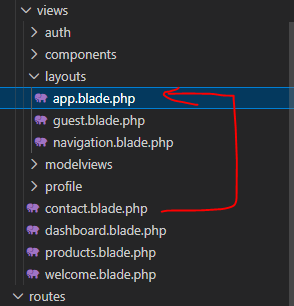 views
auth
components
layouts
app.blade.php
guest.blade.php
navigation.blade.php
modelviews
profile
contact.blade.php
dashboard.blade.php
products.blade.php
welcome.blade.php
routes